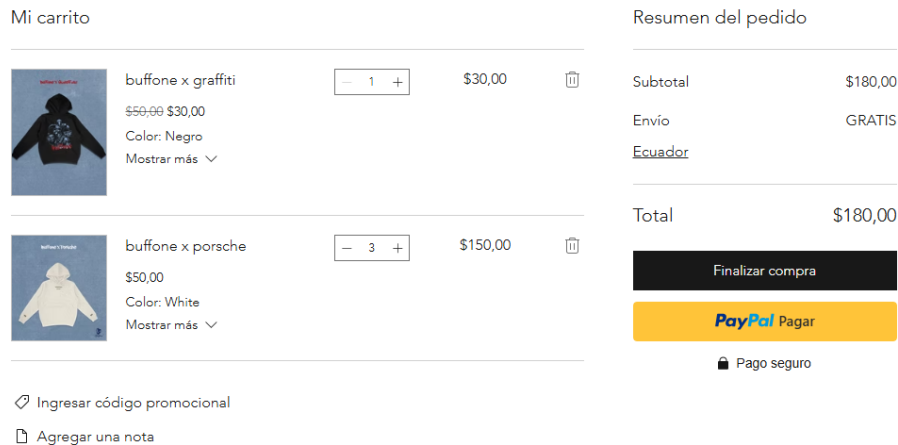 Mi carrito
buffone x graffiti
$50,00 $30,00
Color: Negro
Mostrar más
1
$30,00
buffone x porsche
$50,00
Color: White
Mostrar más
3
$150,00
Ingresar código promocional
Agregar una nota
Resumen del pedido
Subtotal $180,00
Envío GRATIS
Ecuador
Total $180,00
Finalizar compra
PayPal Pagar
Pago seguro